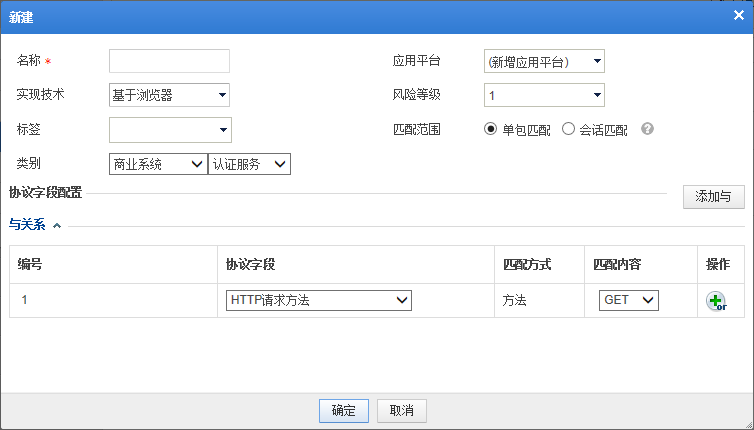 新建
名称 * 应用平台 (新增应用平台)
实现技术 基于浏览器 风险等级 1
标签 匹配范围 单包匹配 会话匹配 ?
类别 商业系统 认证服务
协议字段配置 添加与
与关系
编号 协议字段 匹配方式 匹配内容 操作
1 HTTP请求方法 方法 GET or
确定 取消